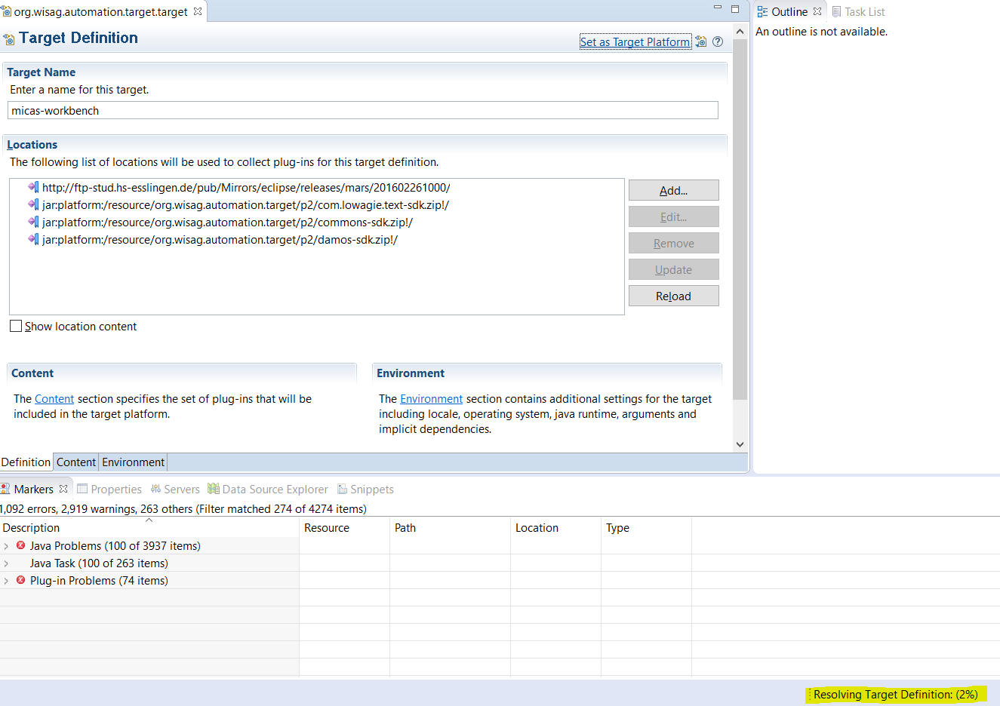 org.wisag.automation.target.target
Outline
Task List
An outline is not available.
Target Definition
Set as Target Platform
Target Name
Enter a name for this target.
micas-workbench
Locations
The following list of locations will be used to collect plug-ins for this target definition.
http://ftp-stud.hs-esslingen.de/pub/Mirrors/eclipse/releases/mars/201602261000/
jar:platform:/resource/org.wisag.automation.target/p2/com.lowagie.text-sdk.zip!/
jar:platform:/resource/org.wisag.automation.target/p2/commons-sdk.zip!/
jar:platform:/resource/org.wisag.automation.target/p2/damos-sdk.zip!/
Add...
Edit...
Remove
Update
Reload
Show location content
Content
The Content section specifies the set of plug-ins that will be
included in the target platform.
Environment
The Environment section contains additional settings for the target
including locale, operating system, java runtime, arguments and
implicit dependencies.
Definition Content Environment
Markers Properties Servers Data Source Explorer Snippets
1,092 errors, 2,919 warnings, 263 others (Filter matched 274 of 4274 items)
Description Resource Path Location Type
Java Problems (100 of 3937 items)
Java Task (100 of 263 items)
Plug-in Problems (74 items)
Resolving Target Definition: (2%)